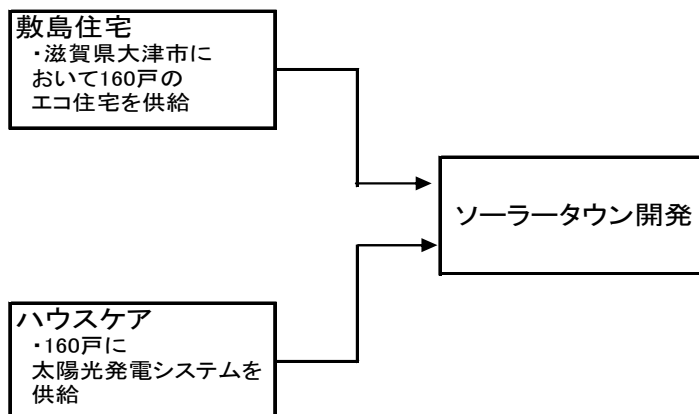 敷島住宅
・滋賀県大津市に
おいて160戸の
エコ住宅を供給
ソーラータウン開発
ハウスケア
・160戸に
太陽光発電システムを
供給